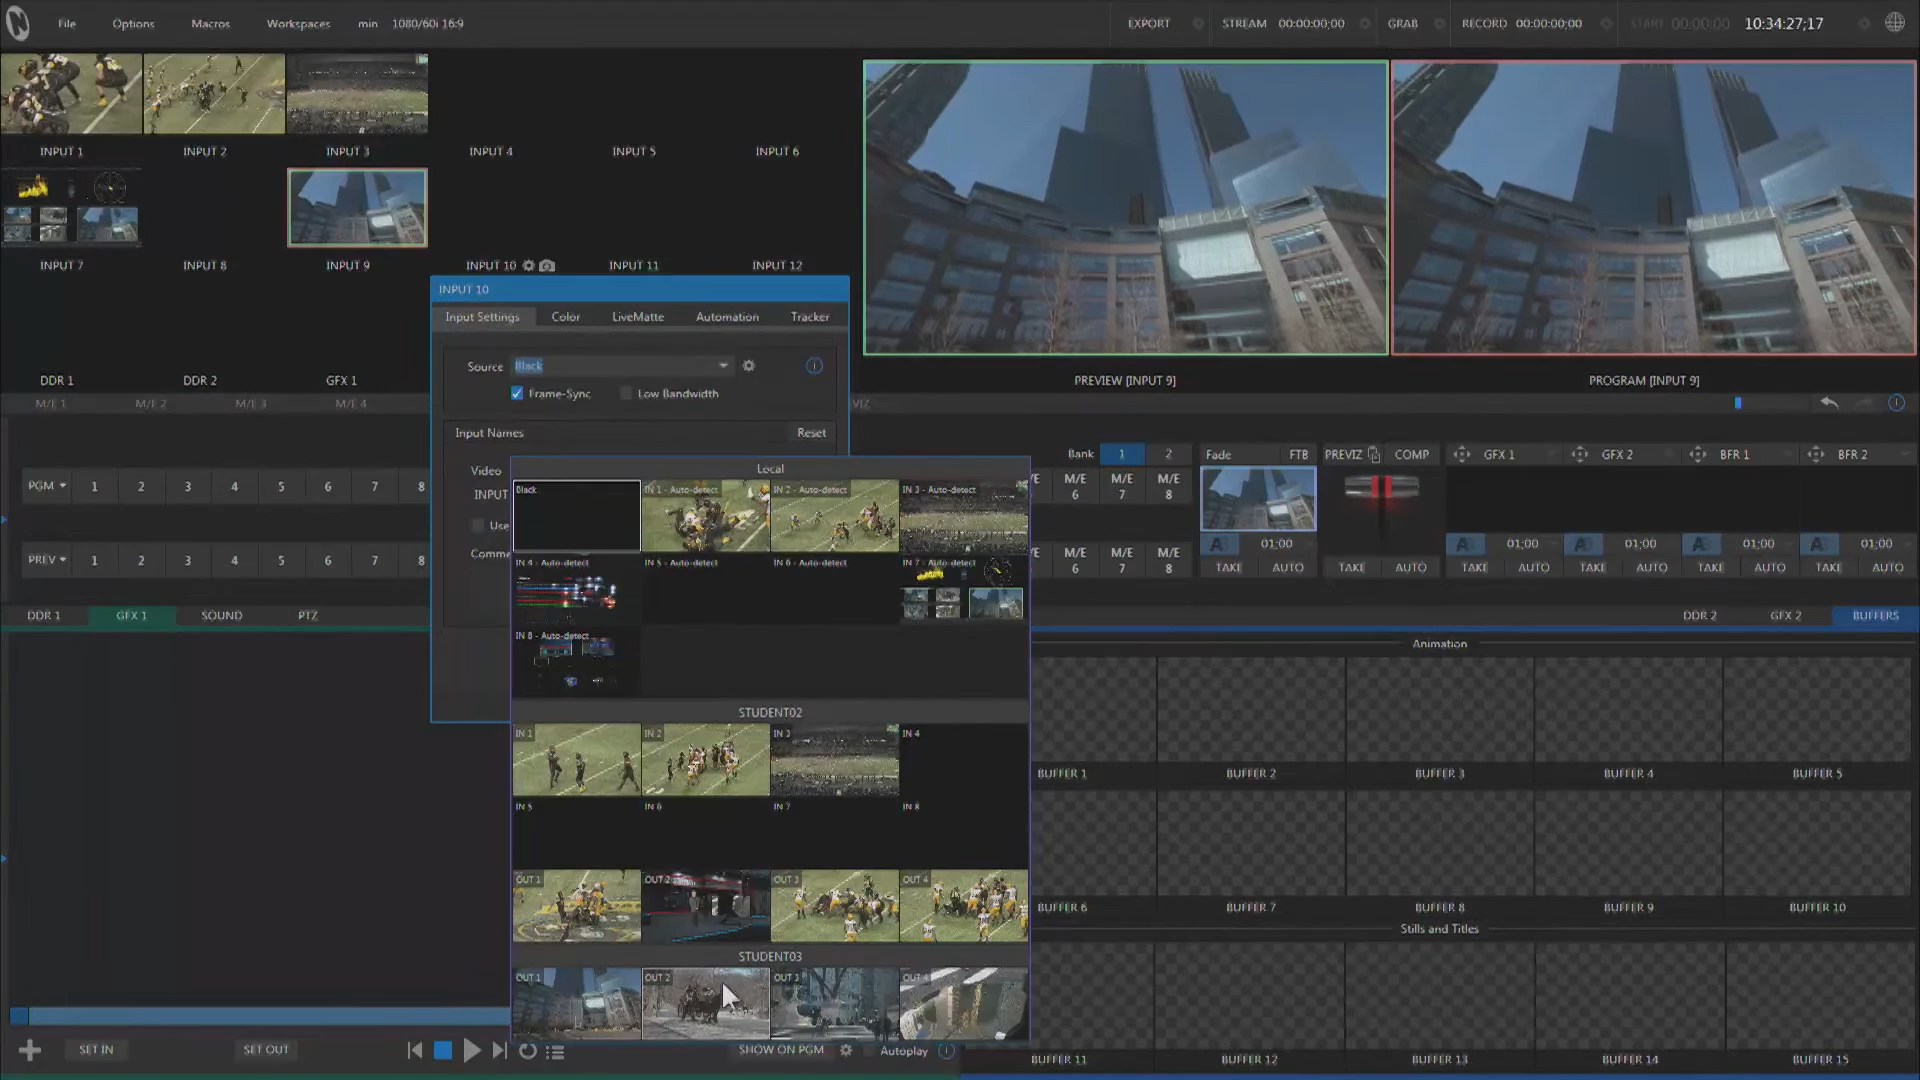 File Options Macros Workspaces min 1080/60i 16:9 EXPORT STREAM 00:00:00;00 GRAB RECORD 00:00:00;00 START 00:00:00 10:34:27;17
INPUT 1 INPUT 2 INPUT 3 INPUT 4 INPUT 5 INPUT 6
INPUT 7 INPUT 8 INPUT 9 INPUT 10 INPUT 11 INPUT 12
INPUT 10
Input Settings Color LiveMatte Automation Tracker
Source Black
Frame-Sync Low Bandwidth
DDR 1 DDR 2 GFX 1 PREVIEW [INPUT 9] PROGRAM [INPUT 9]
M/E 1 M/E 2 M/E 3 M/E 4
Input Names Reset
Bank 1 2 Fade FTB PREVIZ COMP GFX 1 GFX 2 BFR 1 BFR 2
Video
Local
PGM 1 2 3 4 5 6 7 8 INPUT
M/E 6 M/E 7 M/E 8
Black IN 1 - Auto-detect IN 2 - Auto-detect IN 3 - Auto-detect
Use
01:00 01:00 01:00 01:00 01:00
Comme
PREV 1 2 3 4 5 6 7 8
M/E 6 M/E 7 M/E 8
TAKE AUTO TAKE AUTO TAKE AUTO TAKE AUTO TAKE AUTO TAKE AUTO
IN 4 - Auto-detect IN 5 - Auto-detect IN 6 - Auto-detect IN 7 - Auto-detect
DDR 1 GFX 1 SOUND PTZ DDR 2 GFX 2 BUFFERS
IN 8 - Auto-detect
Animation
STUDENT02
IN 1 IN 2 IN 3 IN 4
BUFFER 1 BUFFER 2 BUFFER 3 BUFFER 4 BUFFER 5
IN 5 IN 6 IN 7 IN 8
OUT 1 OUT 2 OUT 3 OUT 4
BUFFER 6 BUFFER 7 BUFFER 8 BUFFER 9 BUFFER 10
Stills and Titles
STUDENT03
OUT 1 OUT 2 OUT 3 OUT 4
SET IN SET OUT SHOW ON PGM Autoplay
BUFFER 11 BUFFER 12 BUFFER 13 BUFFER 14 BUFFER 15